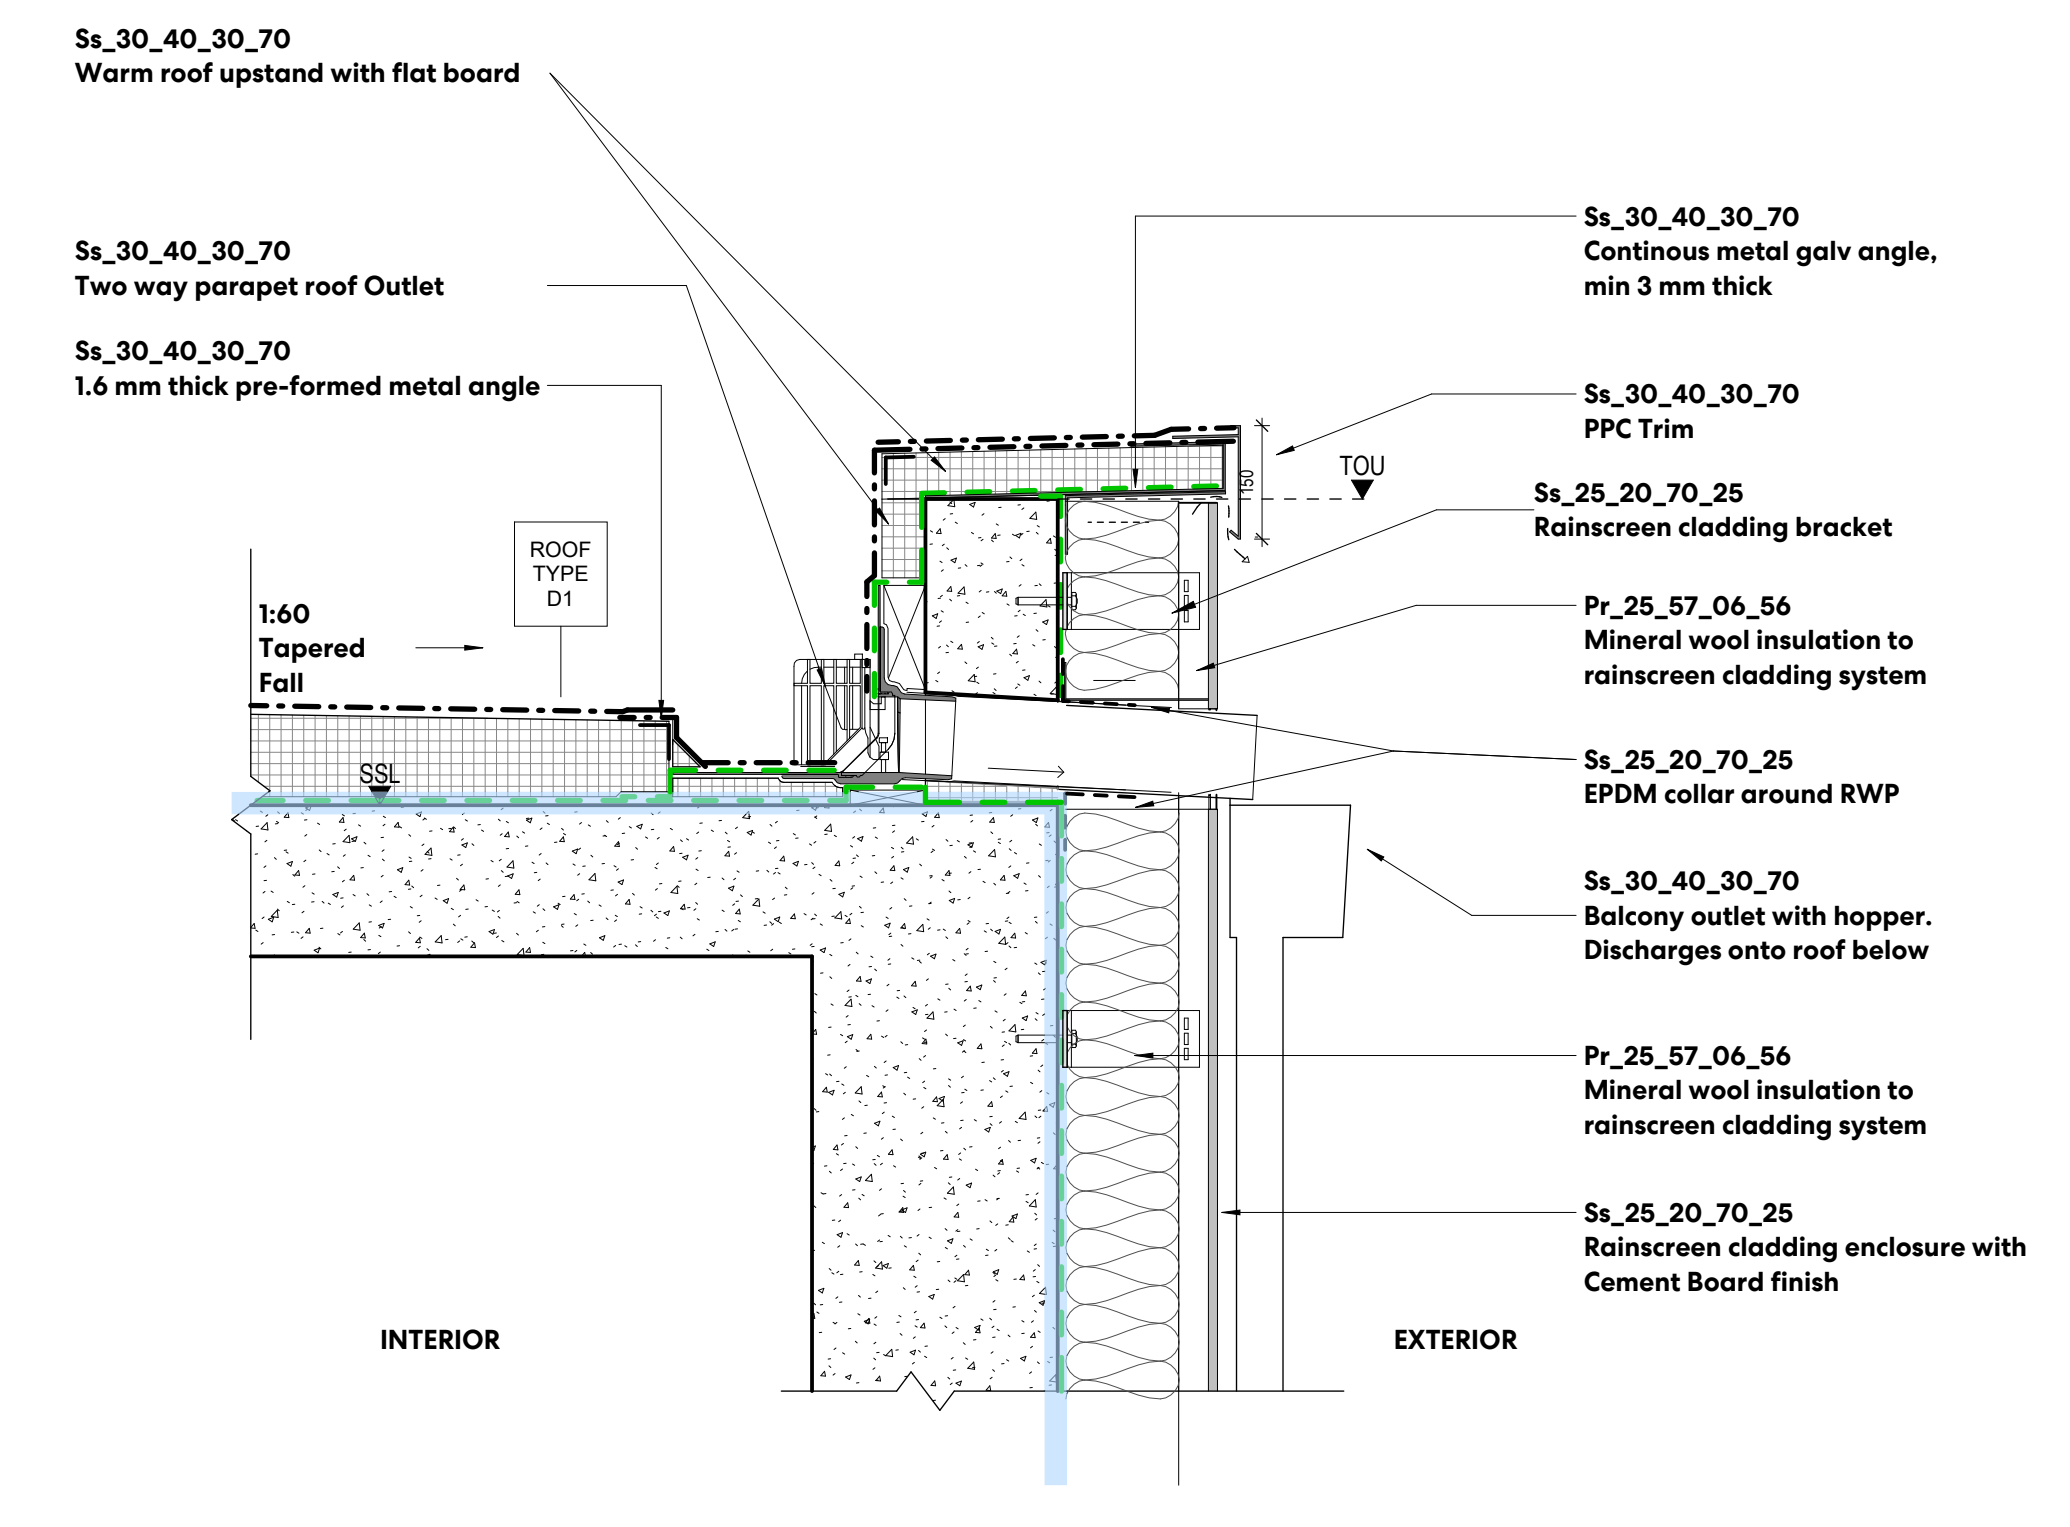 Ss_30_40_30_70
Warm roof upstand with flat board
Ss_30_40_30_70
Two way parapet roof Outlet
Ss_30_40_30_70
1.6 mm thick pre-formed metal angle
ROOF
TYPE
D1
1:60
Tapered
Fall
SSL
INTERIOR
150
TOU
Ss_30_40_30_70
Continous metal galv angle,
min 3 mm thick
Ss_30_40_30_70
PPC Trim
Ss_25_20_70_25
Rainscreen cladding bracket
Pr_25_57_06_56
Mineral wool insulation to
rainscreen cladding system
Ss_25_20_70_25
EPDM collar around RWP
Ss_30_40_30_70
Balcony outlet with hopper.
Discharges onto roof below
Pr_25_57_06_56
Mineral wool insulation to
rainscreen cladding system
Ss_25_20_70_25
Rainscreen cladding enclosure with
Cement Board finish
EXTERIOR